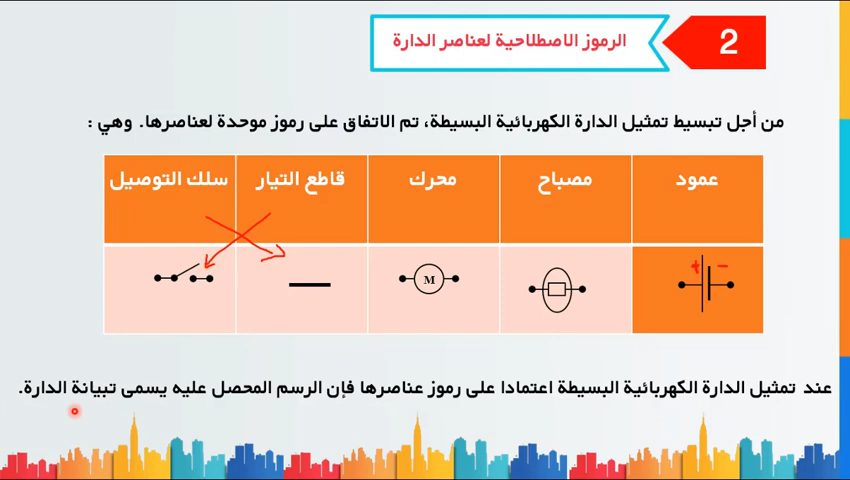 2
الرموز الاصطلاحية لعناصر الدارة
من أجل تبسيط تمثيل الدارة الكهربائية البسيطة، تم الاتفاق على رموز موحدة لعناصرها. وهي :
عمود مصباح محرك قاطع التيار سلك التوصيل
+ − M
عند تمثيل الدارة الكهربائية البسيطة اعتمادا على رموز عناصرها فإن الرسم المحصل عليه يسمى تبيانة الدارة.